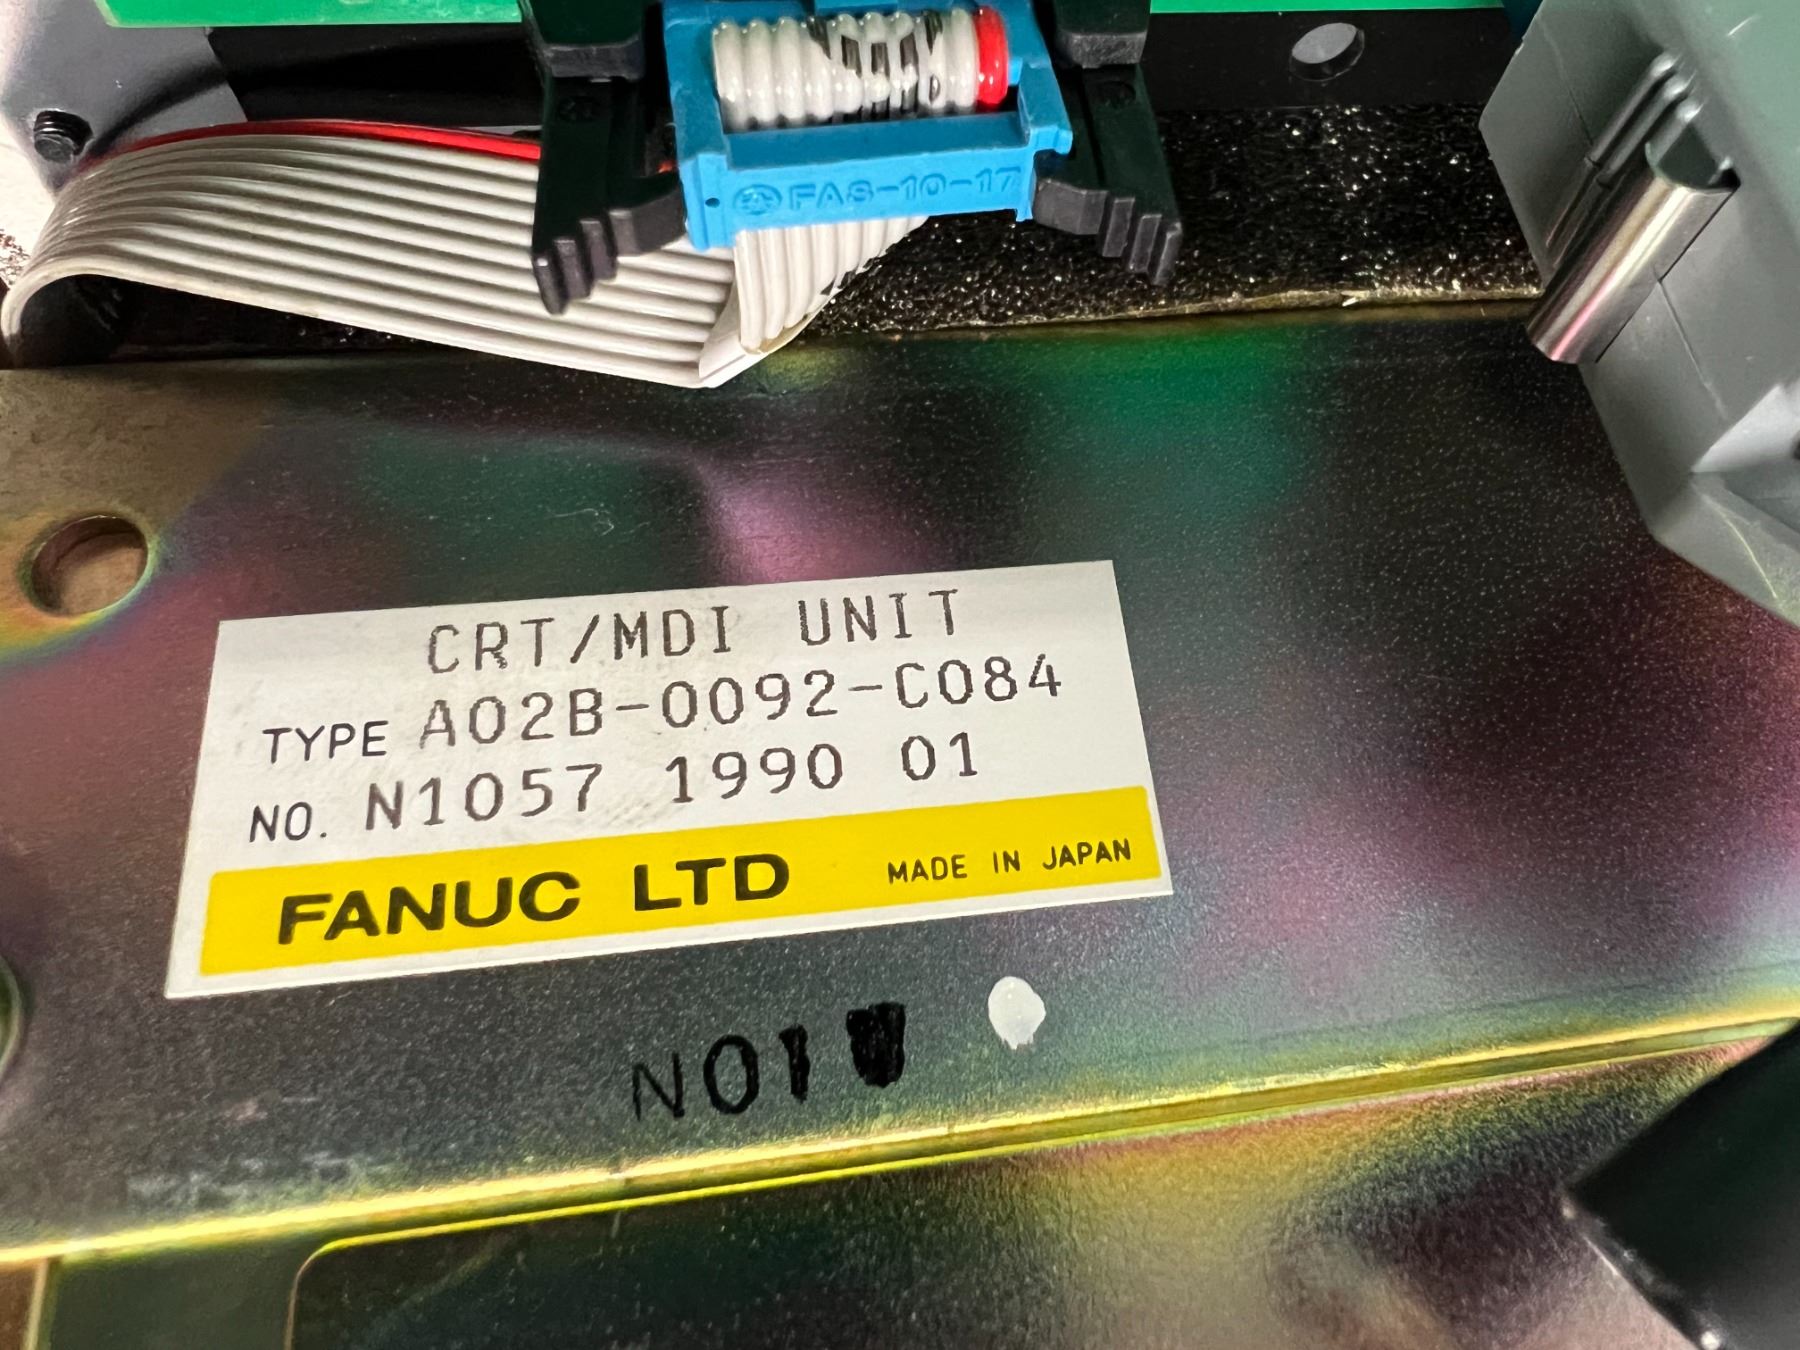 FAS-10-17
CRT/MDI UNIT
TYPE A02B-0092-C084
NO. N1057 1990 01
FANUC LTD MADE IN JAPAN
N01